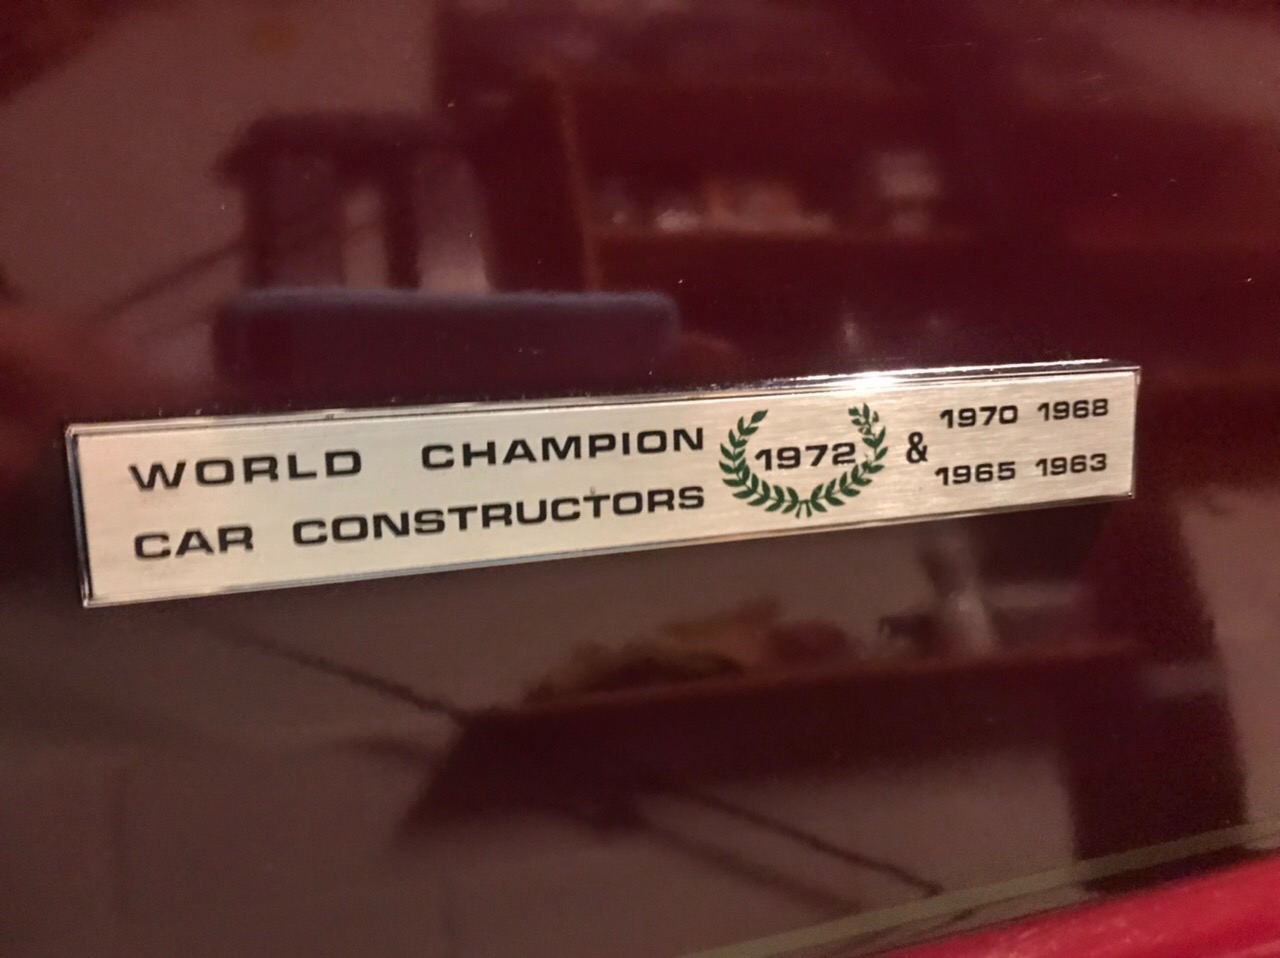 WORLD CHAMPION 1972 & 1970 1968
CAR CONSTRUCTORS 1965 1963